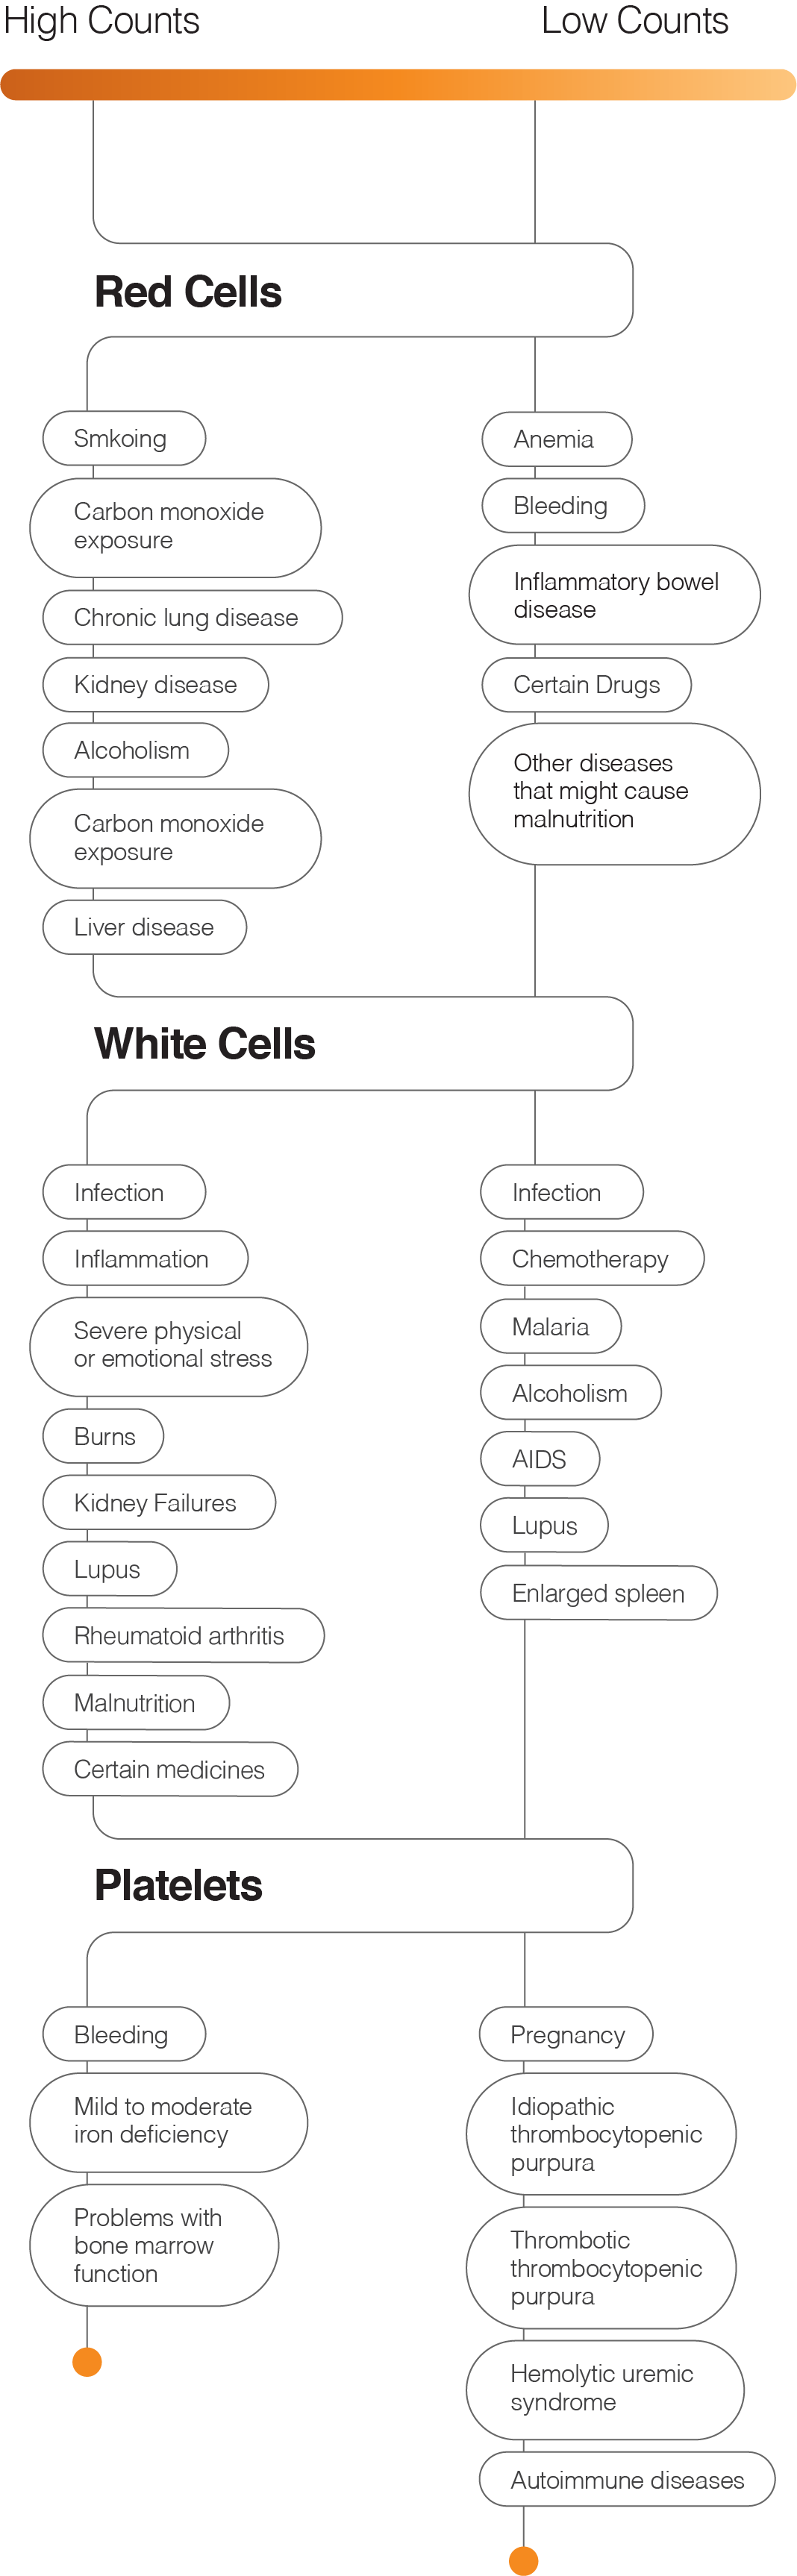 High Counts
Low Counts
Red Cells
Smkoing
Carbon monoxide
exposure
Chronic lung disease
Kidney disease
Alcoholism
Carbon monoxide
exposure
Liver disease
Anemia
Bleeding
Inflammatory bowel
disease
Certain Drugs
Other diseases
that might cause
malnutrition
White Cells
Infection
Inflammation
Severe physical
or emotional stress
Burns
Kidney Failures
Lupus
Rheumatoid arthritis
Malnutrition
Certain medicines
Infection
Chemotherapy
Malaria
Alcoholism
AIDS
Lupus
Enlarged spleen
Platelets
Bleeding
Mild to moderate
iron deficiency
Problems with
bone marrow
function
Pregnancy
Idiopathic
thrombocytopenic
purpura
Thrombotic
thrombocytopenic
purpura
Hemolytic uremic
syndrome
Autoimmune diseases